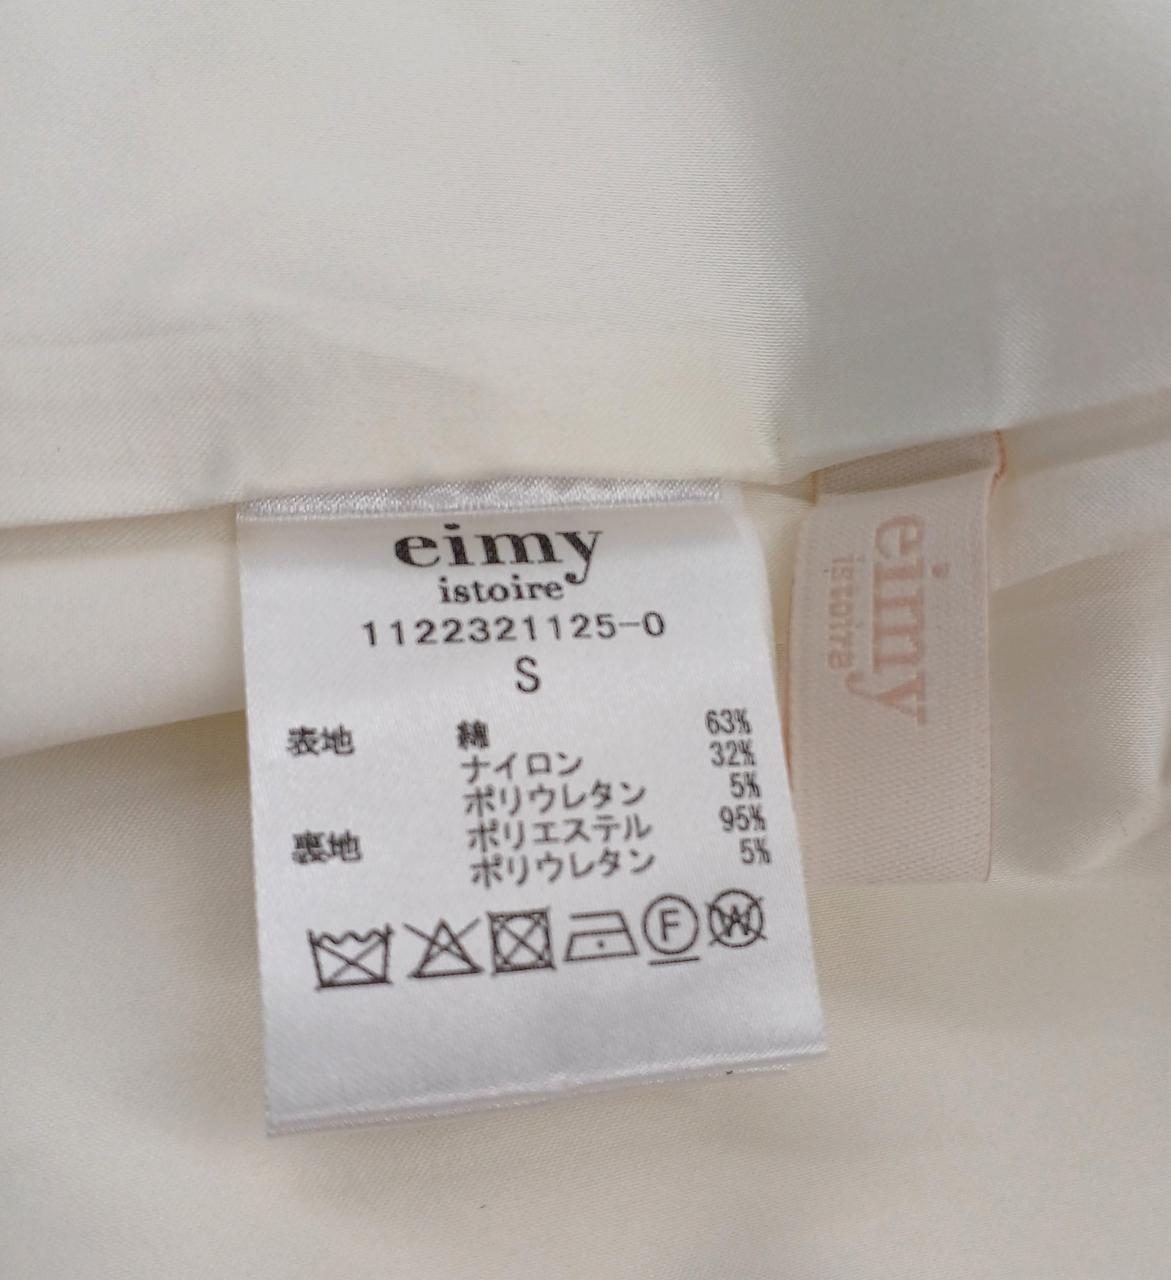 eimy
istoire
1122321125-0
S
表地 綿 63%
ナイロン 32%
ポリウレタン 5%
裏地 ポリエステル 95%
ポリウレタン 5%
F
W
eimy
istoire